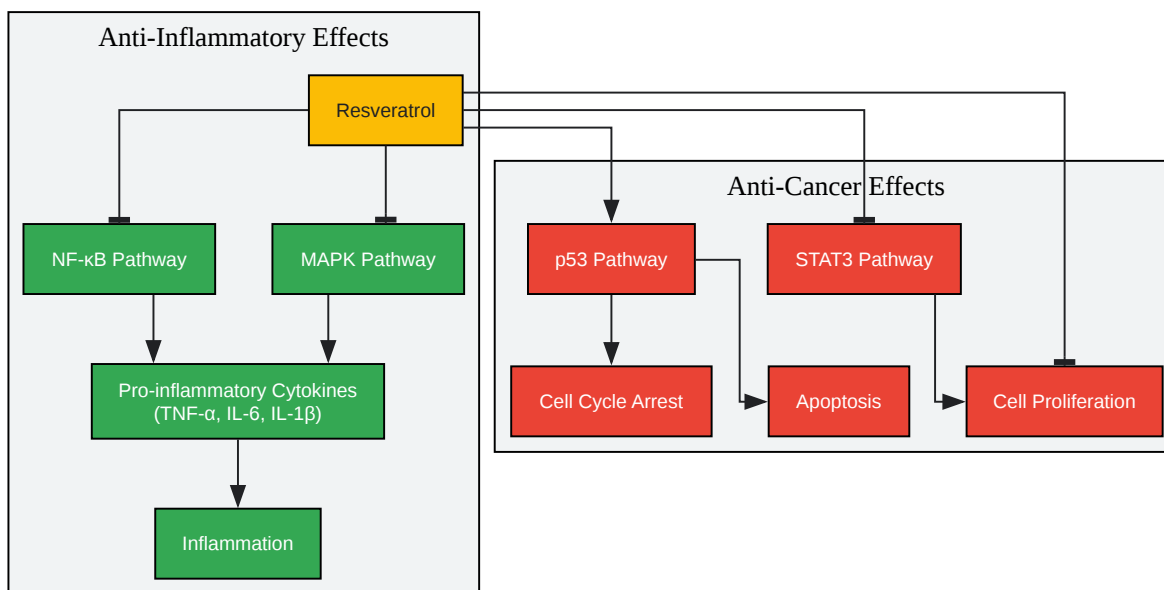 Anti-Inflammatory Effects
Resveratrol
NF-κB Pathway
MAPK Pathway
Pro-inflammatory Cytokines
(TNF-α, IL-6, IL-1β)
Inflammation
Anti-Cancer Effects
p53 Pathway
STAT3 Pathway
Cell Cycle Arrest
Apoptosis
Cell Proliferation